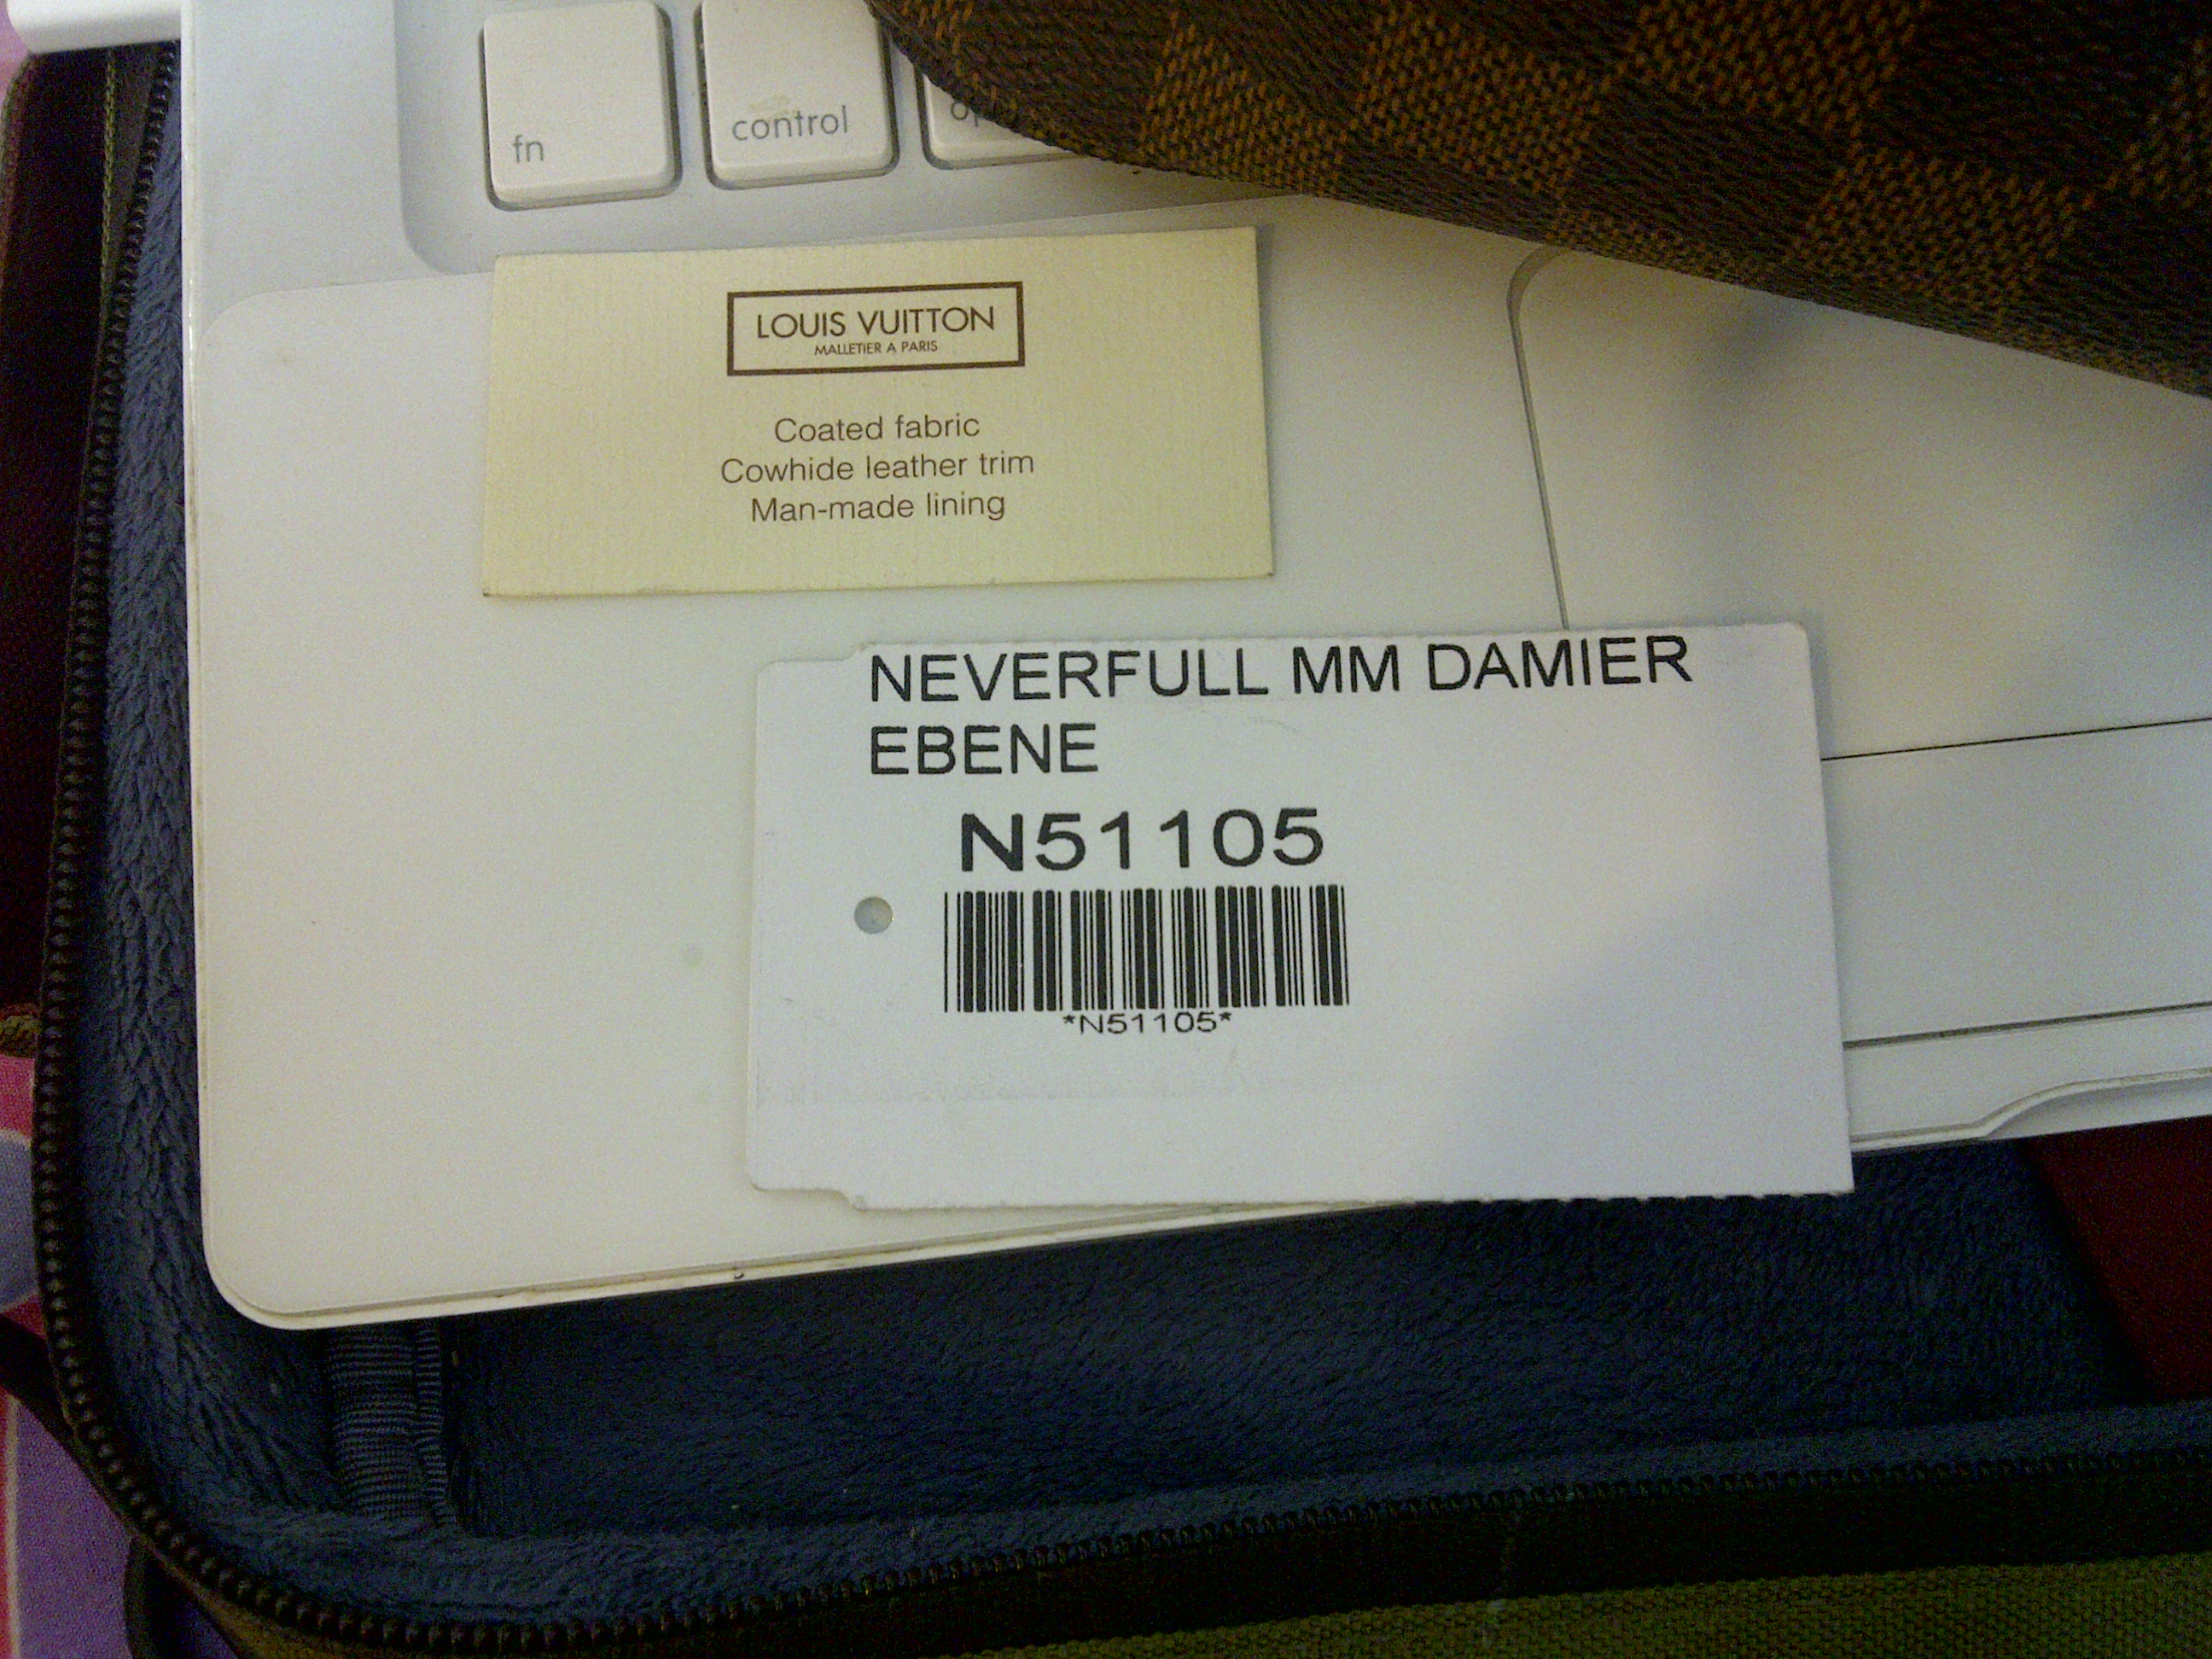 fn
control
LOUIS VUITTON
MALLETIER A PARIS
Coated fabric
Cowhide leather trim
Man-made lining
NEVERFULL MM DAMIER
EBENE
N51105
*N51105*